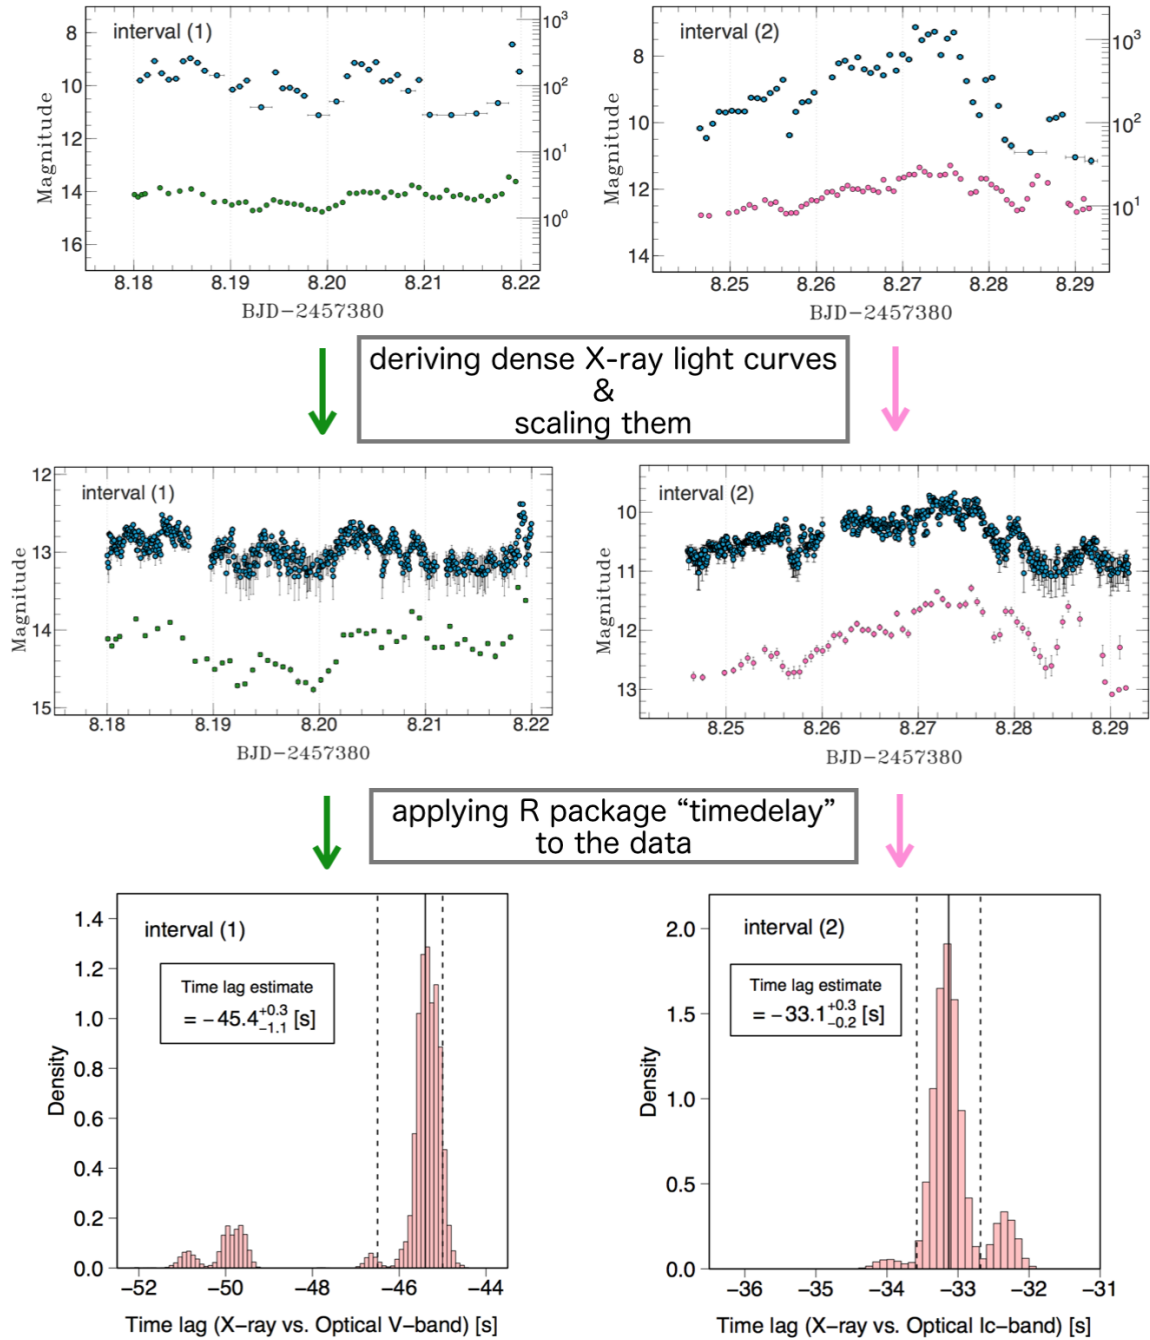 interval (1)
8
10
12
14
16
Magnitude
10³
10²
10¹
10⁰
8.18 8.19 8.20 8.21 8.22
BJD−2457380
interval (2)
8
10
12
14
Magnitude
10³
10²
10¹
8.25 8.26 8.27 8.28 8.29
BJD−2457380
deriving dense X-ray light curves
&
scaling them
interval (1)
12
13
14
15
Magnitude
8.18 8.19 8.20 8.21 8.22
BJD−2457380
interval (2)
10
11
12
13
Magnitude
8.25 8.26 8.27 8.28 8.29
BJD−2457380
applying R package “timedelay”
to the data
interval (1)
Time lag estimate
= −45.4 +0.3 −1.1 [s]
1.4
1.2
1.0
0.8
0.6
0.4
0.2
0.0
Density
−52 −50 −48 −46 −44
Time lag (X−ray vs. Optical V−band) [s]
interval (2)
Time lag estimate
= −33.1 +0.3 −0.2 [s]
2.0
1.5
1.0
0.5
0.0
Density
−36 −35 −34 −33 −32 −31
Time lag (X−ray vs. Optical Ic−band) [s]